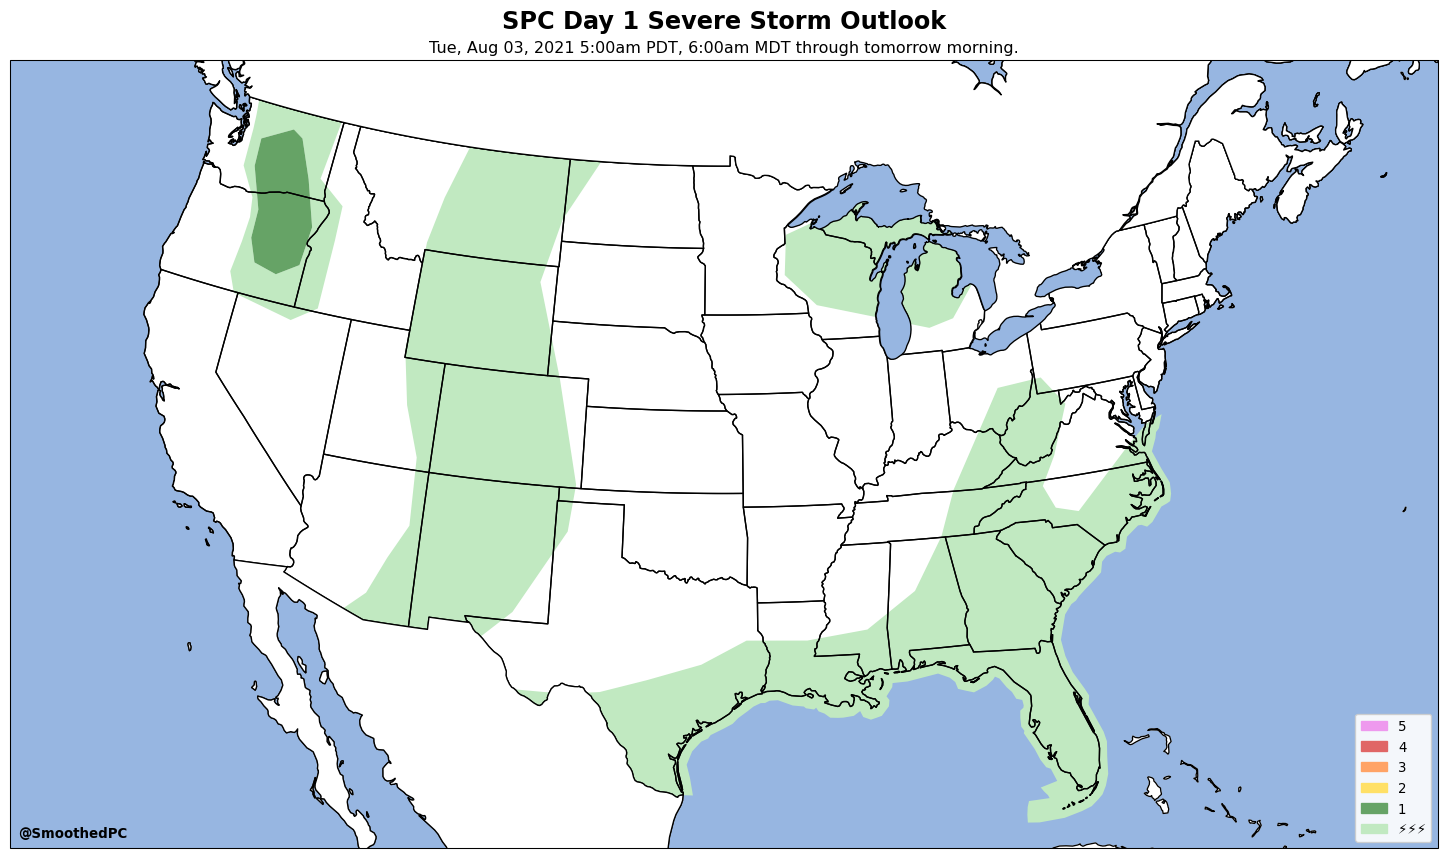 SPC Day 1 Severe Storm Outlook
Tue, Aug 03, 2021 5:00am PDT, 6:00am MDT through tomorrow morning.
5
4
3
2
1
⚡⚡⚡
@SmoothedPC